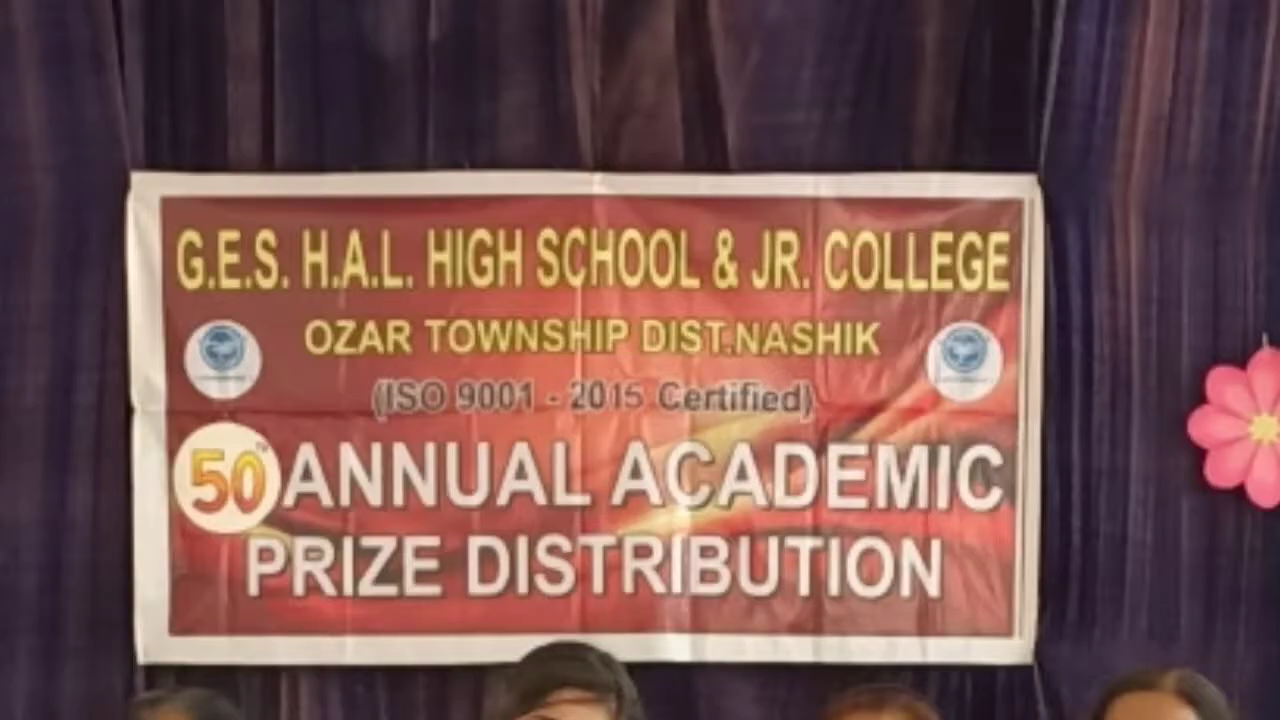 G.E.S. H.A.L. HIGH SCHOOL & JR. COLLEGE
OZAR TOWNSHIP DIST.NASHIK
(ISO 9001 - 2015 Certified)
50TH ANNUAL ACADEMIC
PRIZE DISTRIBUTION